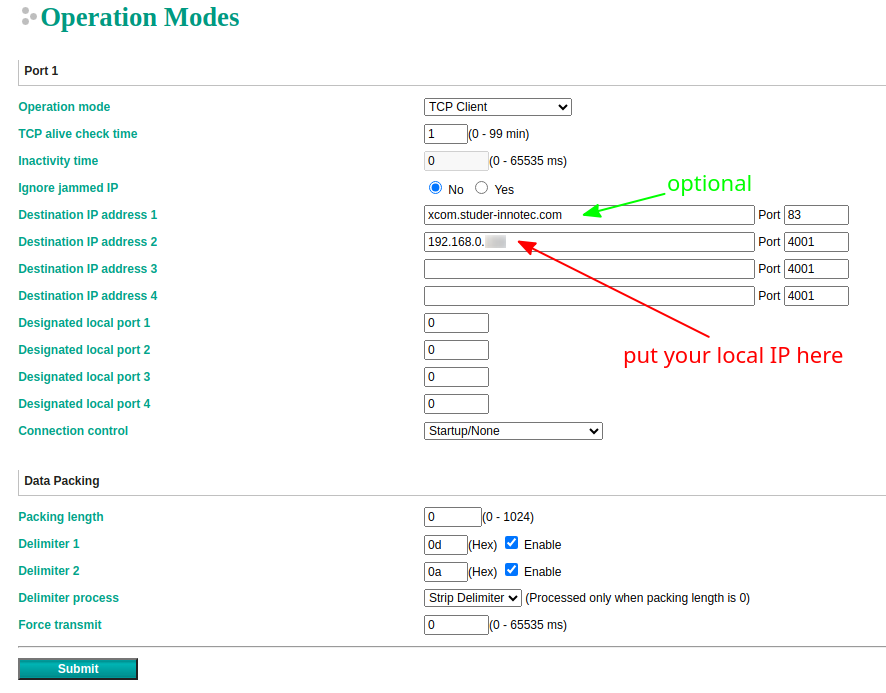 Operation Modes
Port 1
Operation mode TCP Client
TCP alive check time 1 (0 - 99 min)
Inactivity time 0 (0 - 65535 ms)
Ignore jammed IP No Yes
optional
Destination IP address 1 xcom.studer-innotec.com Port 83
Destination IP address 2 192.168.0. Port 4001
Destination IP address 3 Port 4001
Destination IP address 4 Port 4001
Designated local port 1 0
Designated local port 2 0
put your local IP here
Designated local port 3 0
Designated local port 4 0
Connection control Startup/None
Data Packing
Packing length 0 (0 - 1024)
Delimiter 1 0d (Hex) Enable
Delimiter 2 0a (Hex) Enable
Delimiter process Strip Delimiter (Processed only when packing length is 0)
Force transmit 0 (0 - 65535 ms)
Submit